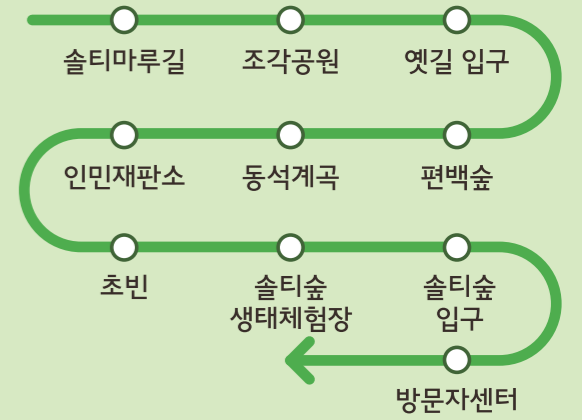 솔티마루길
조각공원
옛길 입구
편백숲
동석계곡
인민재판소
초빈
솔티숲
생태체험장
솔티숲
입구
방문자센터